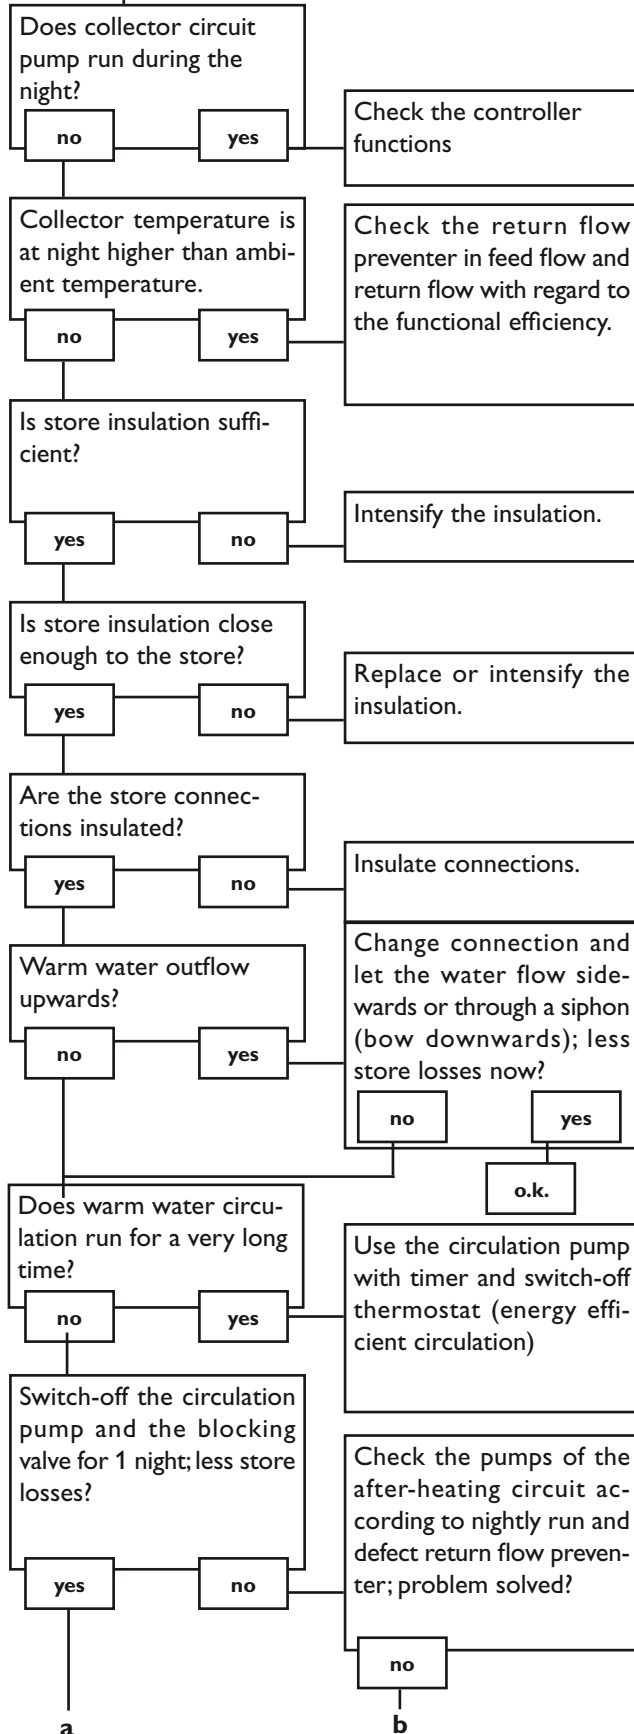 Does collector circuit
pump run during the
night?
no
yes
Check the controller
functions
Collector temperature is
at night higher than ambi-
ent temperature.
no
yes
Check the return flow
preventer in feed flow and
return flow with regard to
the functional efficiency.
Is store insulation suffi-
cient?
yes
no
Intensify the insulation.
Is store insulation close
enough to the store?
yes
no
Replace or intensify the
insulation.
Are the store connec-
tions insulated?
yes
no
Insulate connections.
Warm water outflow
upwards?
no
yes
Change connection and
let the water flow side-
wards or through a siphon
(bow downwards); less
store losses now?
no
yes
o.k.
Does warm water circu-
lation run for a very long
time?
no
yes
Use the circulation pump
with timer and switch-off
thermostat (energy effi-
cient circulation)
Switch-off the circulation
pump and the blocking
valve for 1 night; less store
losses?
yes
no
Check the pumps of the
after-heating circuit ac-
cording to nightly run and
defect return flow preven-
ter; problem solved?
no
a
b